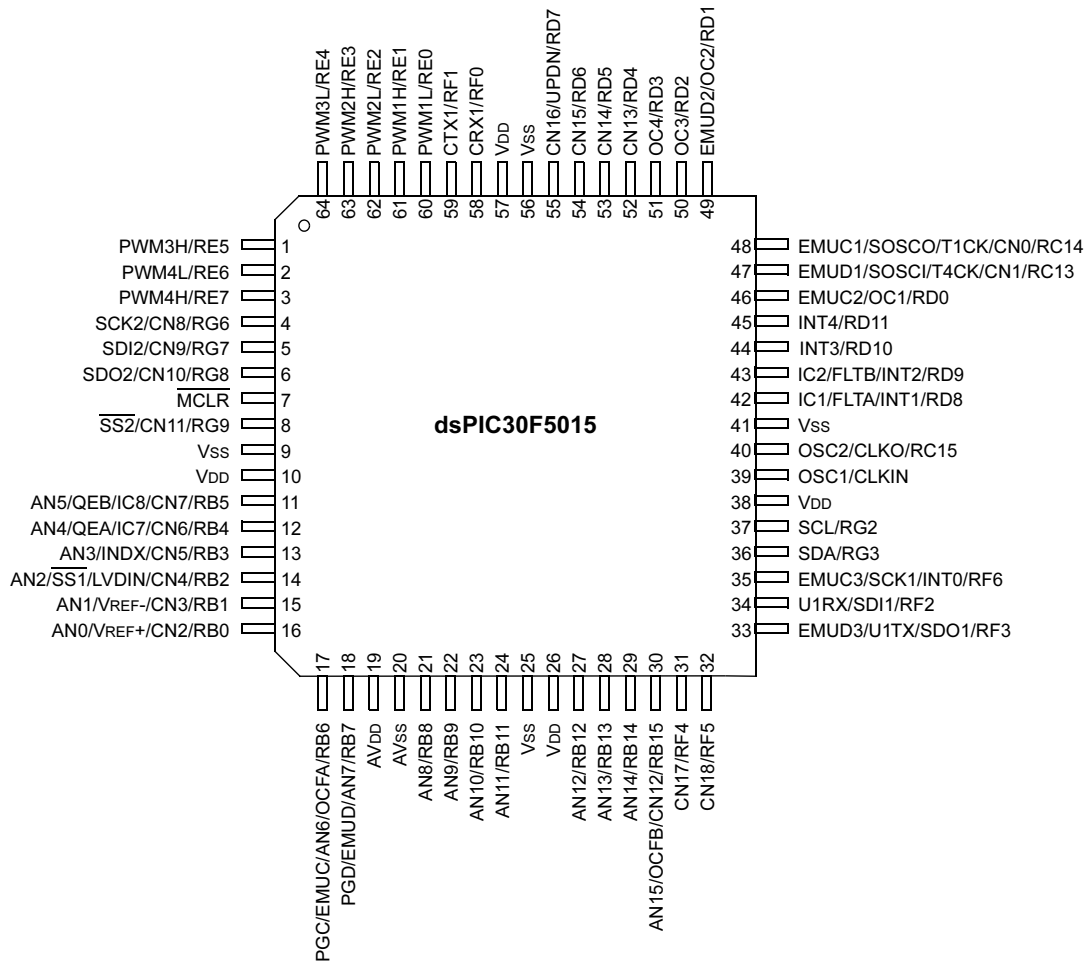 PWM3L/RE4
PWM2H/RE3
PWM2L/RE2
PWM1H/RE1
PWM1L/RE0
CTX1/RF1
CRX1/RF0
VDD
VSS
CN16/UPDN/RD7
CN15/RD6
CN14/RD5
CN13/RD4
OC4/RD3
OC3/RD2
EMUD2/OC2/RD1
64
63
62
61
60
59
58
57
56
55
54
53
52
51
50
49
PWM3H/RE5 1
PWM4L/RE6 2
PWM4H/RE7 3
SCK2/CN8/RG6 4
SDI2/CN9/RG7 5
SDO2/CN10/RG8 6
MCLR 7
SS2/CN11/RG9 8
VSS 9
VDD 10
AN5/QEB/IC8/CN7/RB5 11
AN4/QEA/IC7/CN6/RB4 12
AN3/INDX/CN5/RB3 13
AN2/SS1/LVDIN/CN4/RB2 14
AN1/VREF-/CN3/RB1 15
AN0/VREF+/CN2/RB0 16
dsPIC30F5015
48 EMUC1/SOSCO/T1CK/CN0/RC14
47 EMUD1/SOSCI/T4CK/CN1/RC13
46 EMUC2/OC1/RD0
45 INT4/RD11
44 INT3/RD10
43 IC2/FLTB/INT2/RD9
42 IC1/FLTA/INT1/RD8
41 VSS
40 OSC2/CLKO/RC15
39 OSC1/CLKIN
38 VDD
37 SCL/RG2
36 SDA/RG3
35 EMUC3/SCK1/INT0/RF6
34 U1RX/SDI1/RF2
33 EMUD3/U1TX/SDO1/RF3
17
18
19
20
21
22
23
24
25
26
27
28
29
30
31
32
PGC/EMUC/AN6/OCFA/RB6
PGD/EMUD/AN7/RB7
AVDD
AVSS
AN8/RB8
AN9/RB9
AN10/RB10
AN11/RB11
VSS
VDD
AN12/RB12
AN13/RB13
AN14/RB14
AN15/OCFB/CN12/RB15
CN17/RF4
CN18/RF5